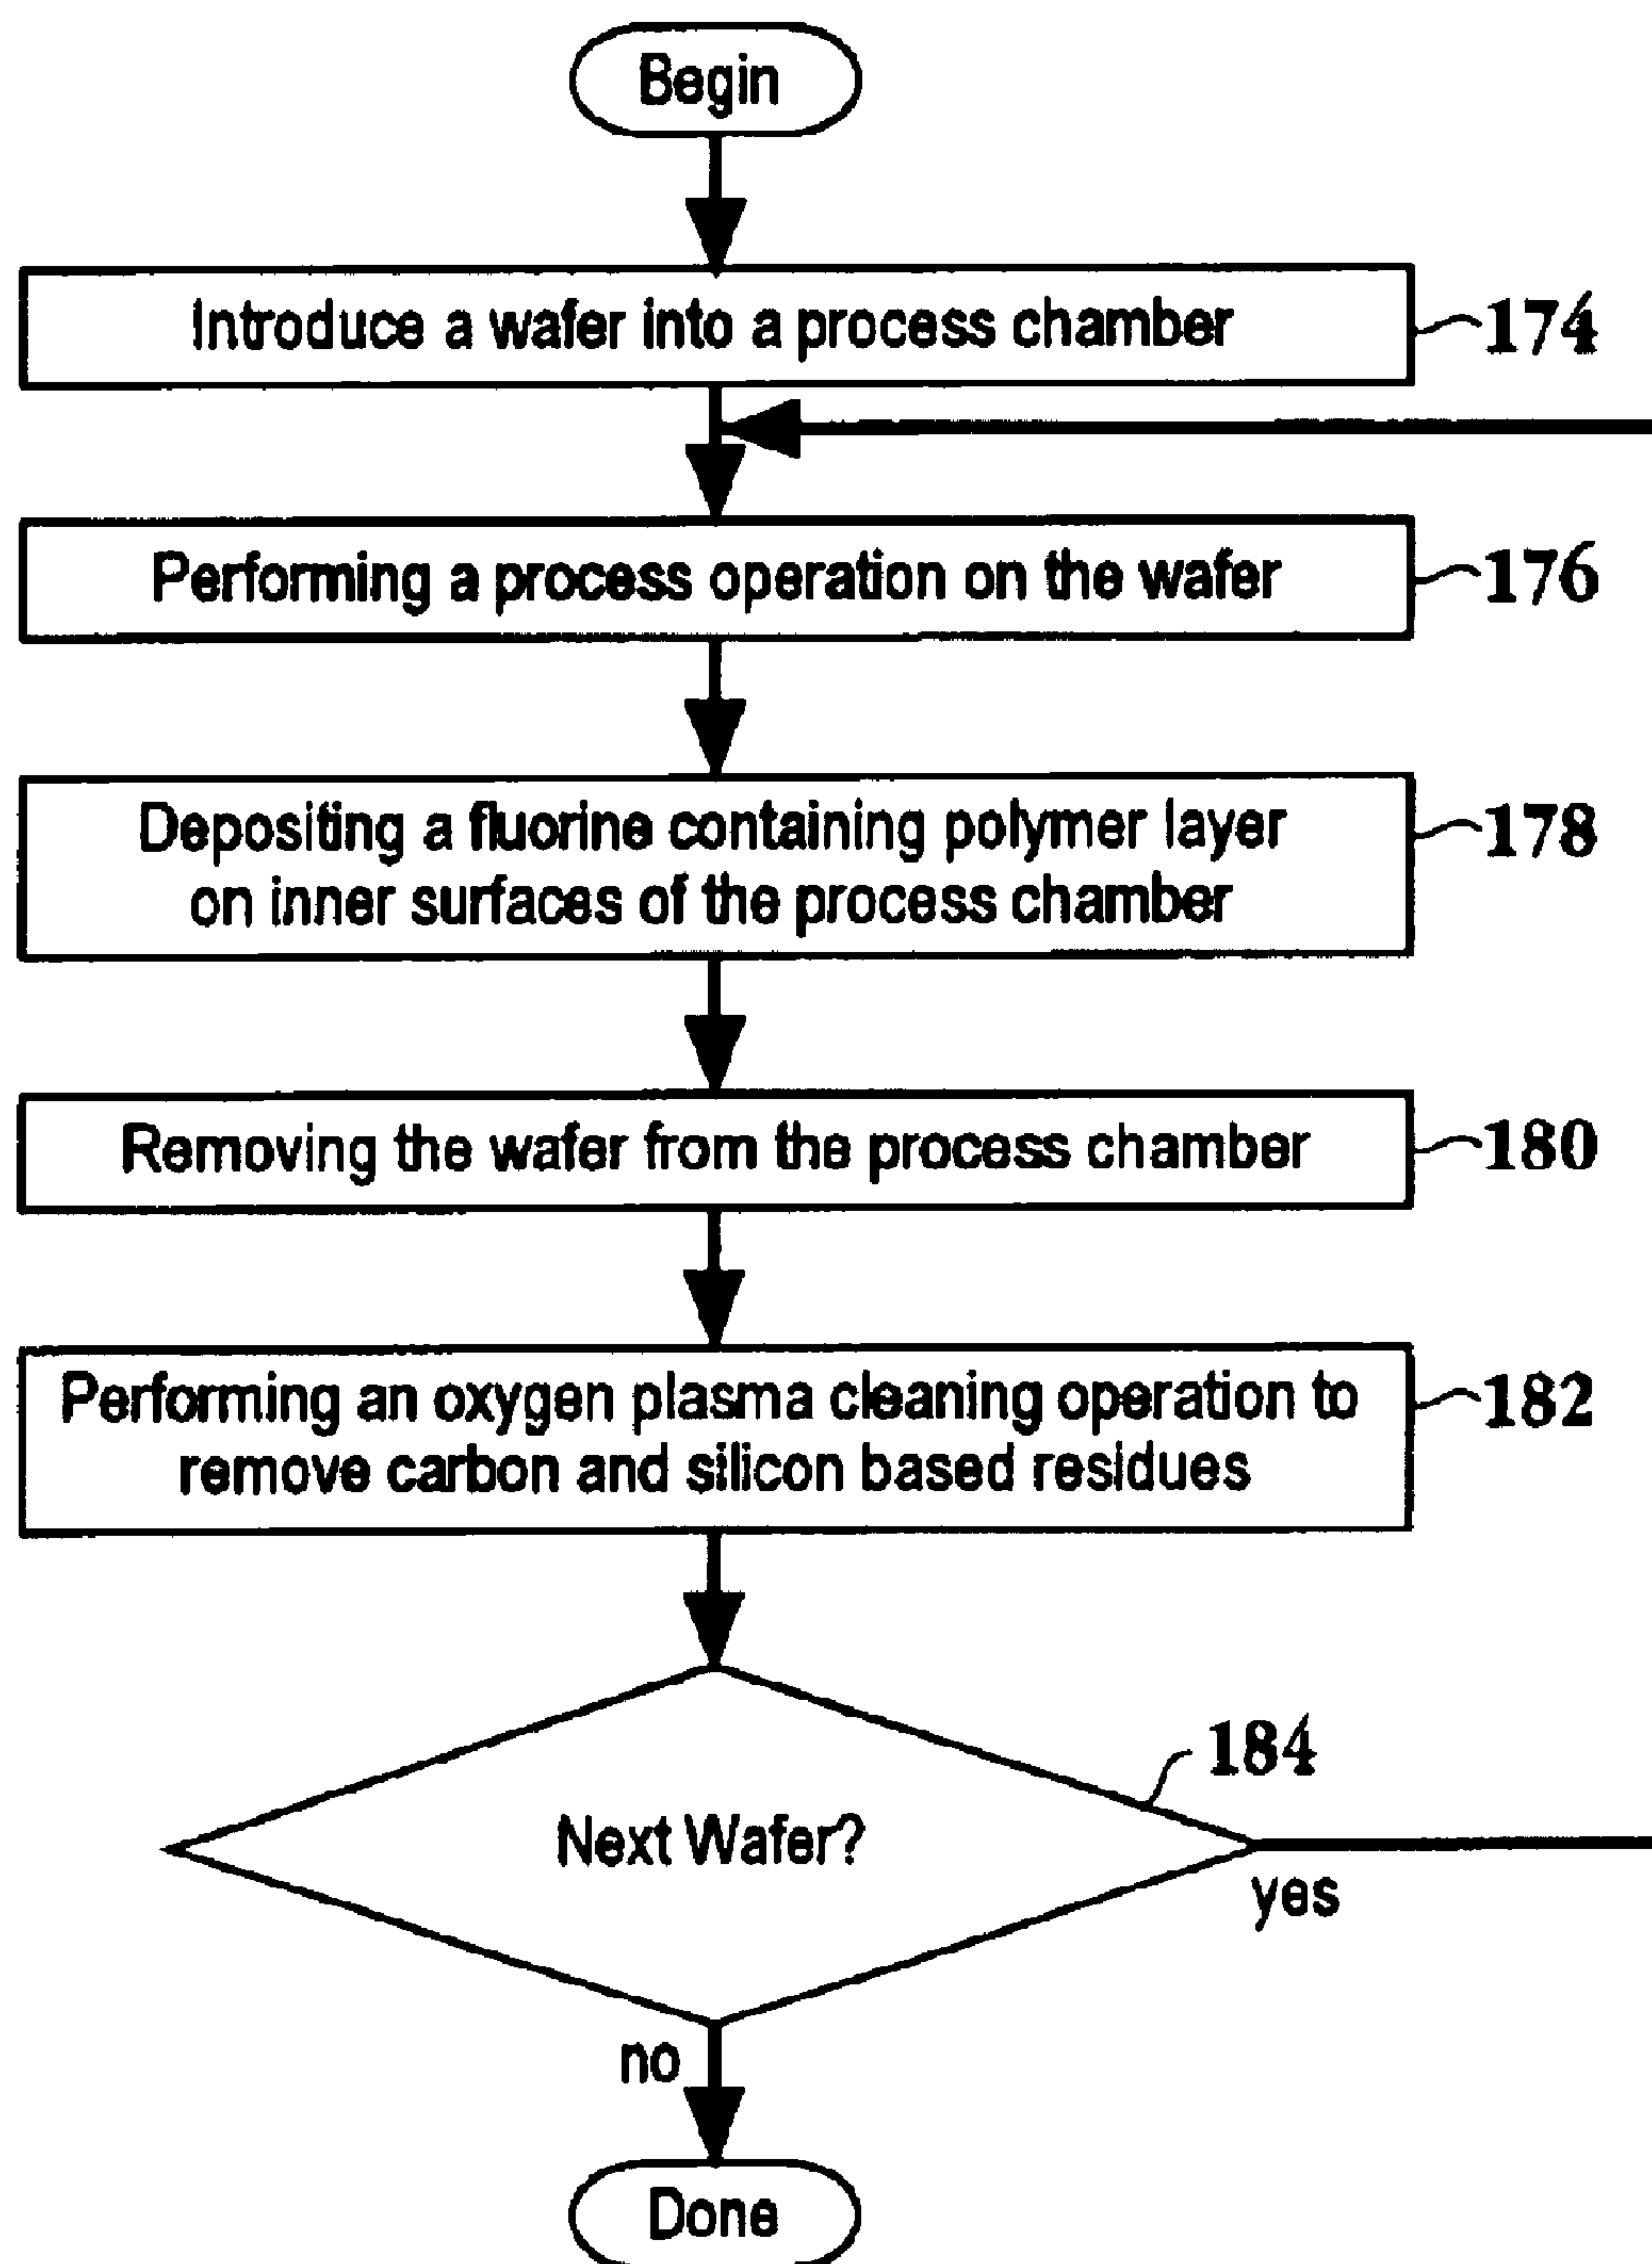 Begin
Introduce a wafer into a process chamber
174
Performing a process operation on the wafer
176
Depositing a fluorine containing polymer layer
on inner surfaces of the process chamber
178
Removing the wafer from the process chamber
180
Performing an oxygen plasma cleaning operation to
remove carbon and silicon based residues
182
184
Next Wafer?
yes
no
Done